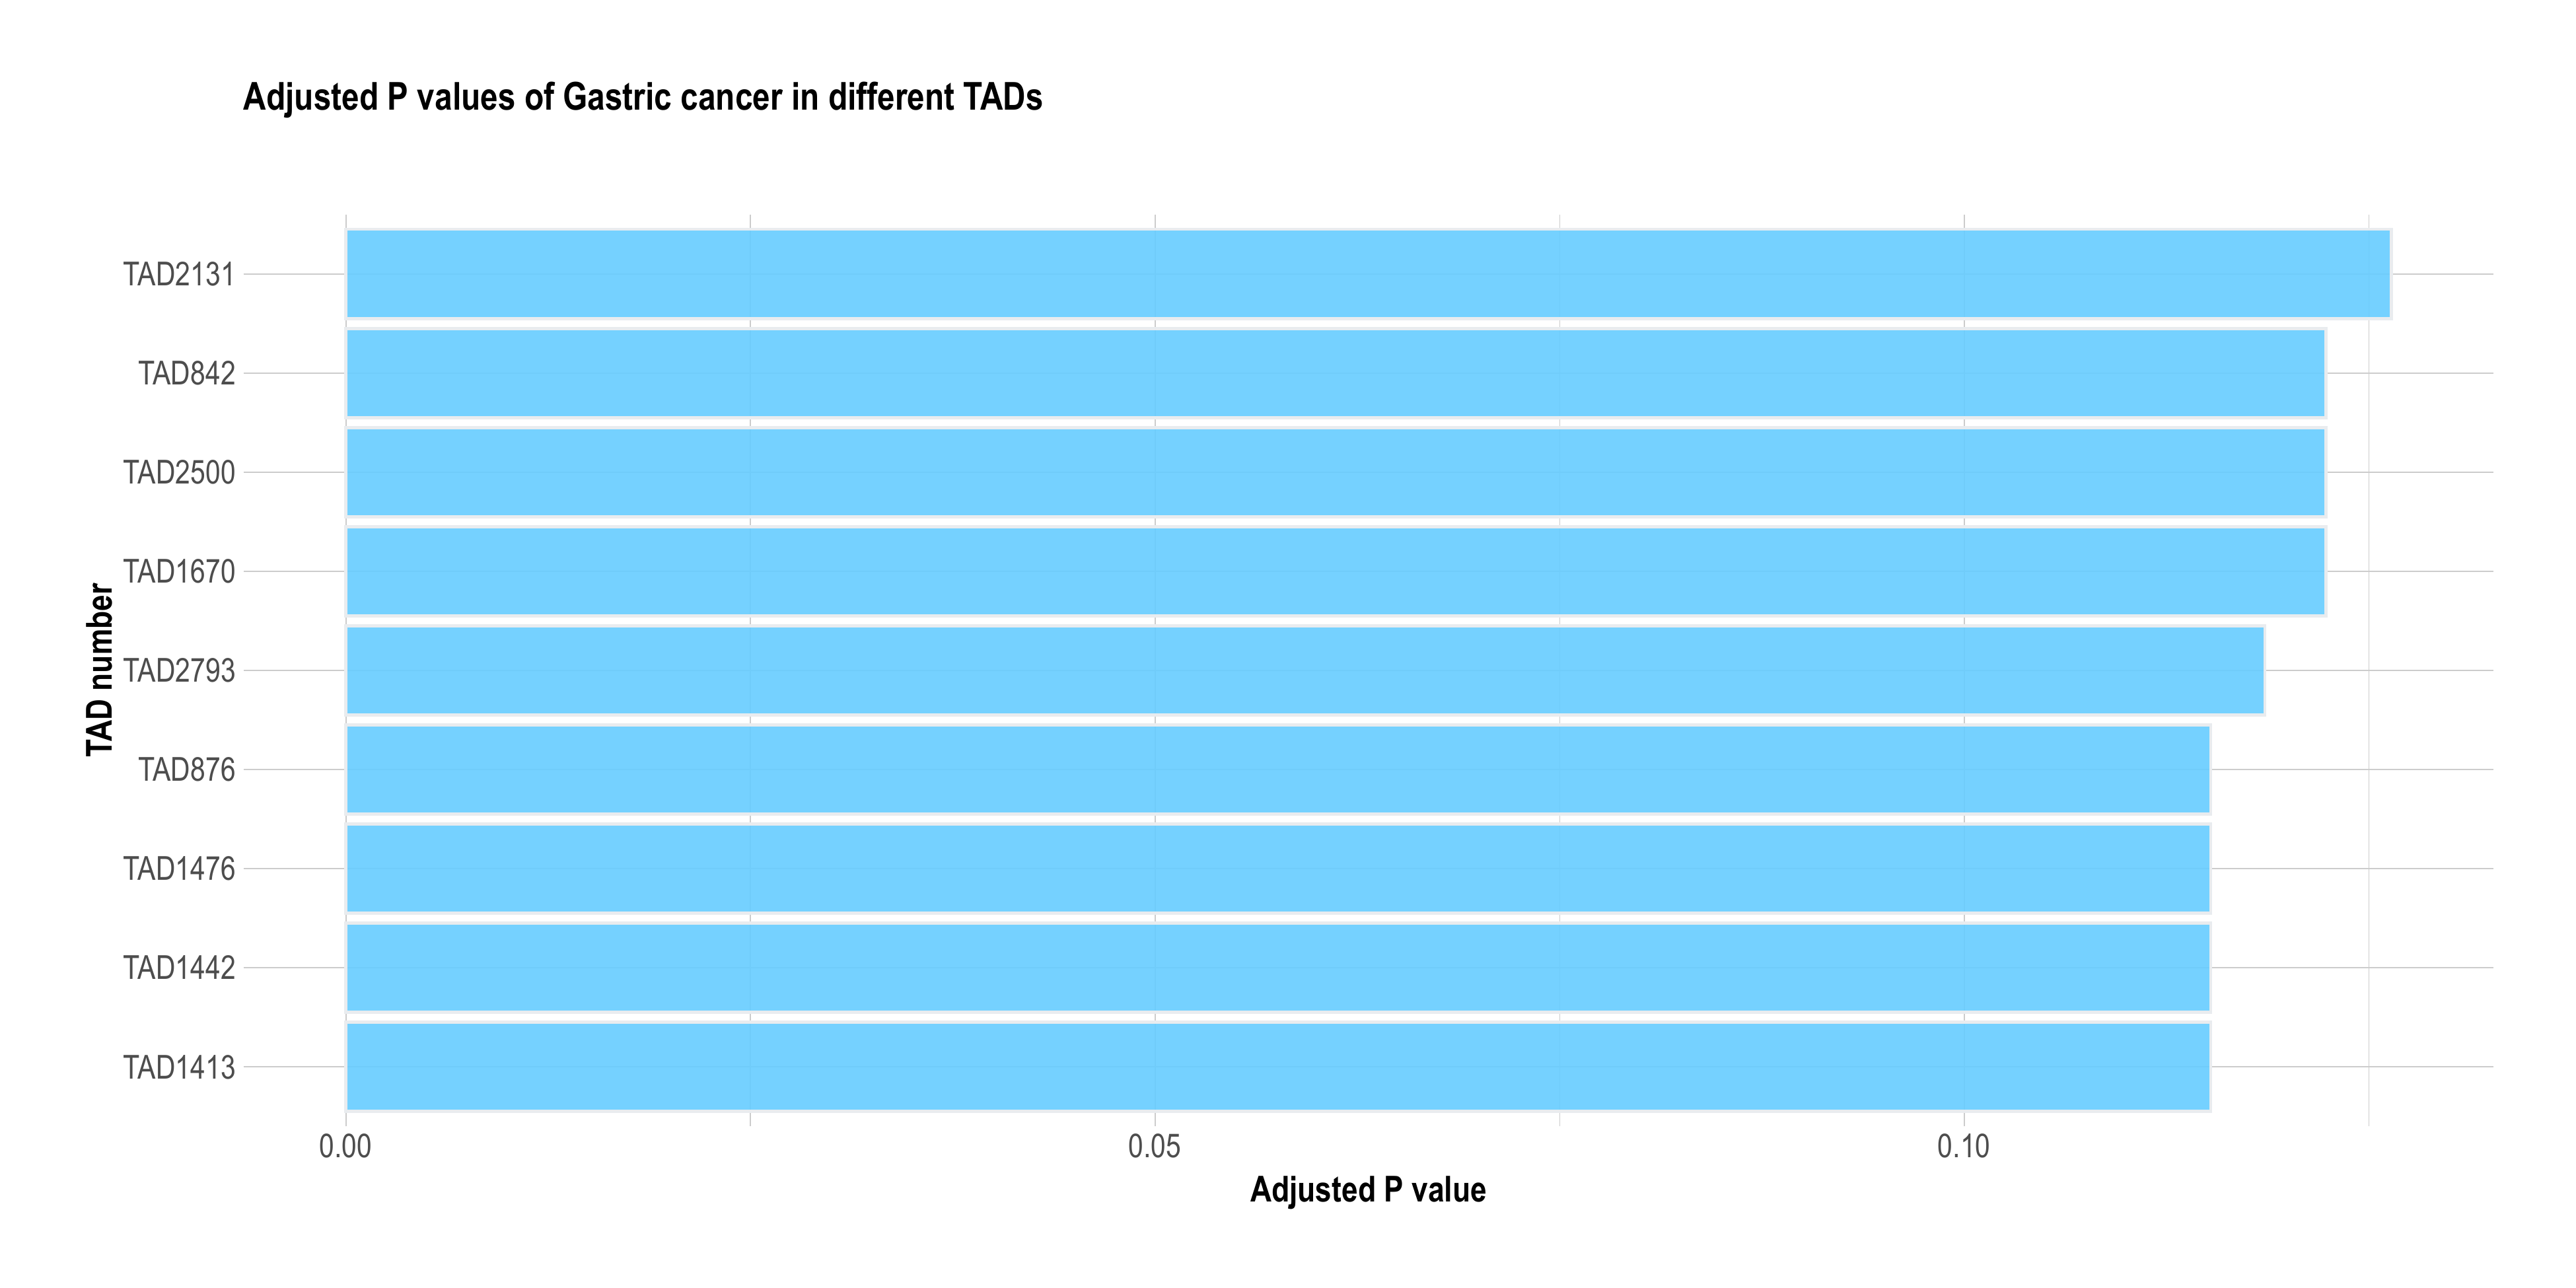 Adjusted P values of Gastric cancer in different TADs
TAD number
TAD2131
TAD842
TAD2500
TAD1670
TAD2793
TAD876
TAD1476
TAD1442
TAD1413
0.00 0.05 0.10
Adjusted P value